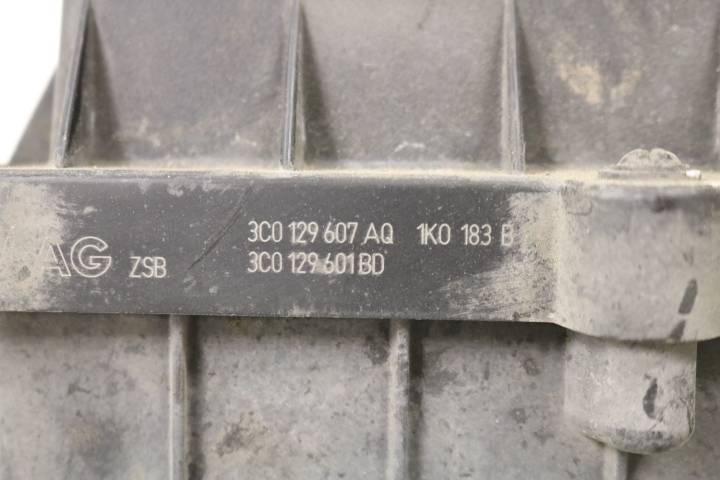 3C0 129 607 AQ 1K0 183 B
AG ZSB 3C0 129 601 BD